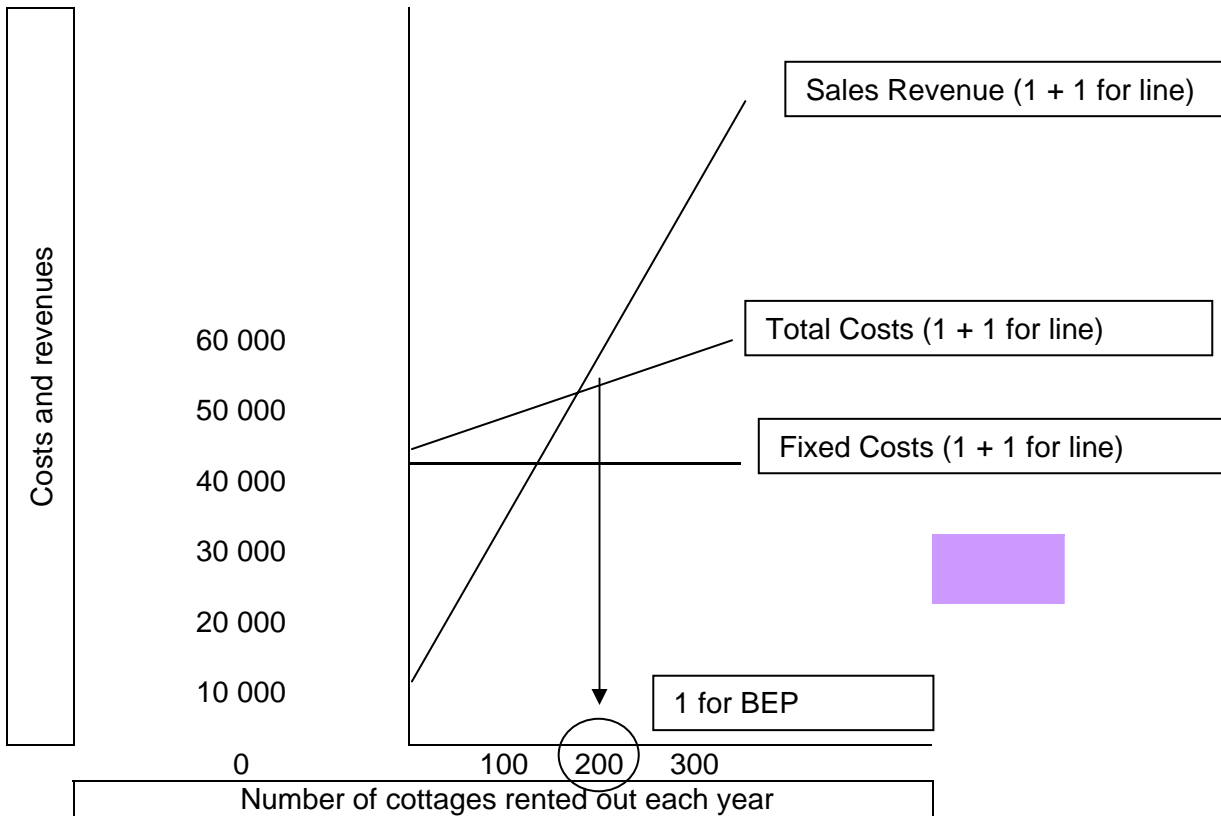 Costs and revenues
Sales Revenue (1 + 1 for line)
60 000
Total Costs (1 + 1 for line)
50 000
Fixed Costs (1 + 1 for line)
40 000
30 000
20 000
10 000
1 for BEP
0 100 200 300
Number of cottages rented out each year